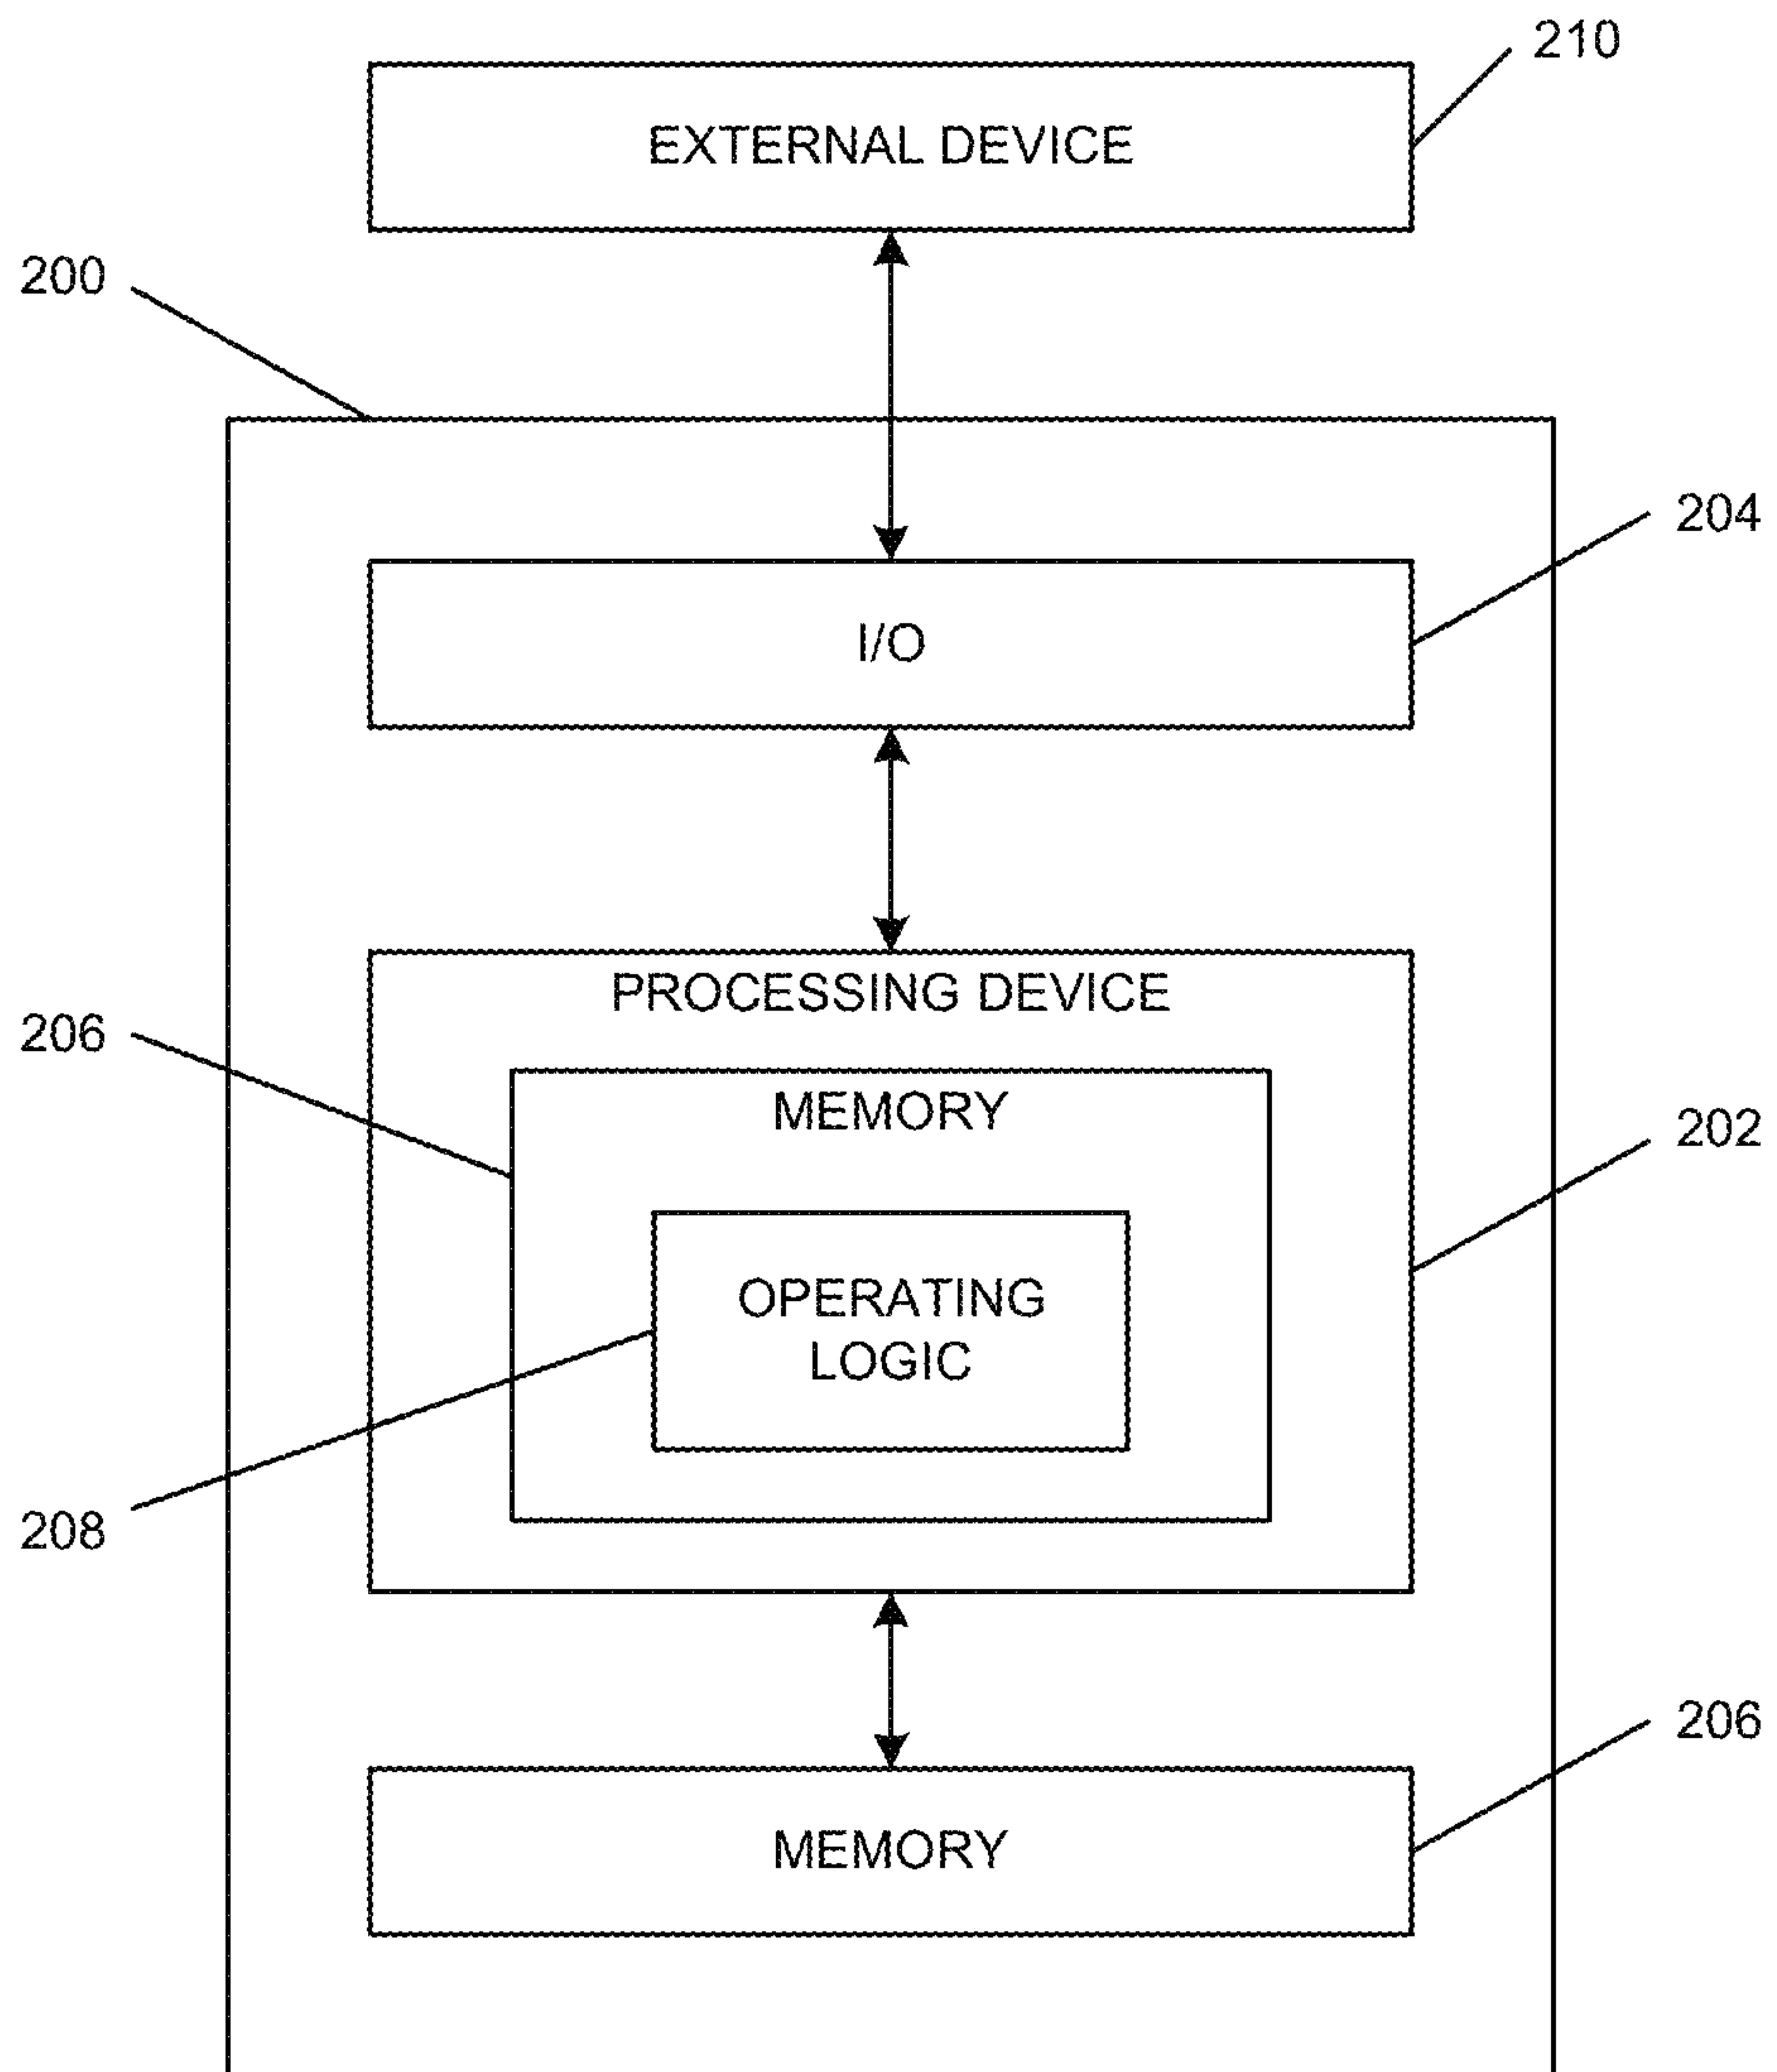 210
EXTERNAL DEVICE
200
204
I/O
PROCESSING DEVICE
206
MEMORY
202
OPERATING
LOGIC
208
206
MEMORY